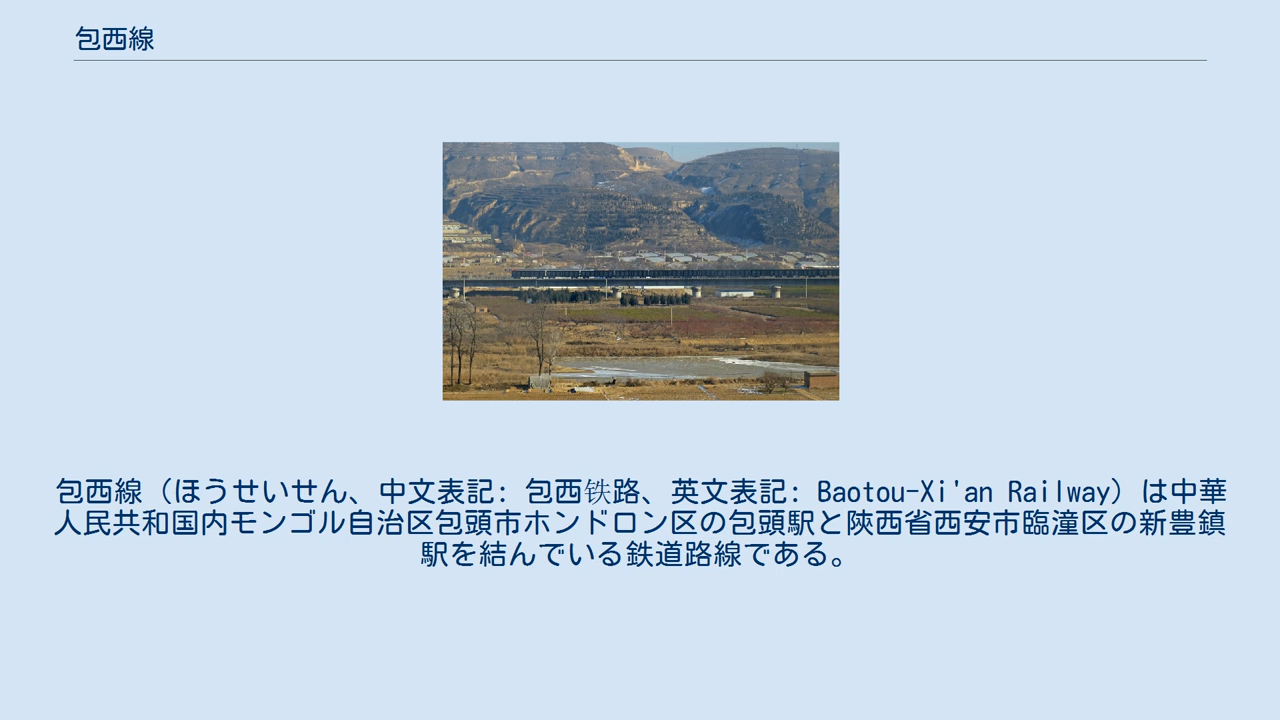 包西線
包西線（ほうせいせん、中文表記: 包西铁路、英文表記: Baotou-Xi'an Railway）は中華
人民共和国内モンゴル自治区包頭市ホンドロン区の包頭駅と陝西省西安市臨潼区の新豊鎮
駅を結んでいる鉄道路線である。